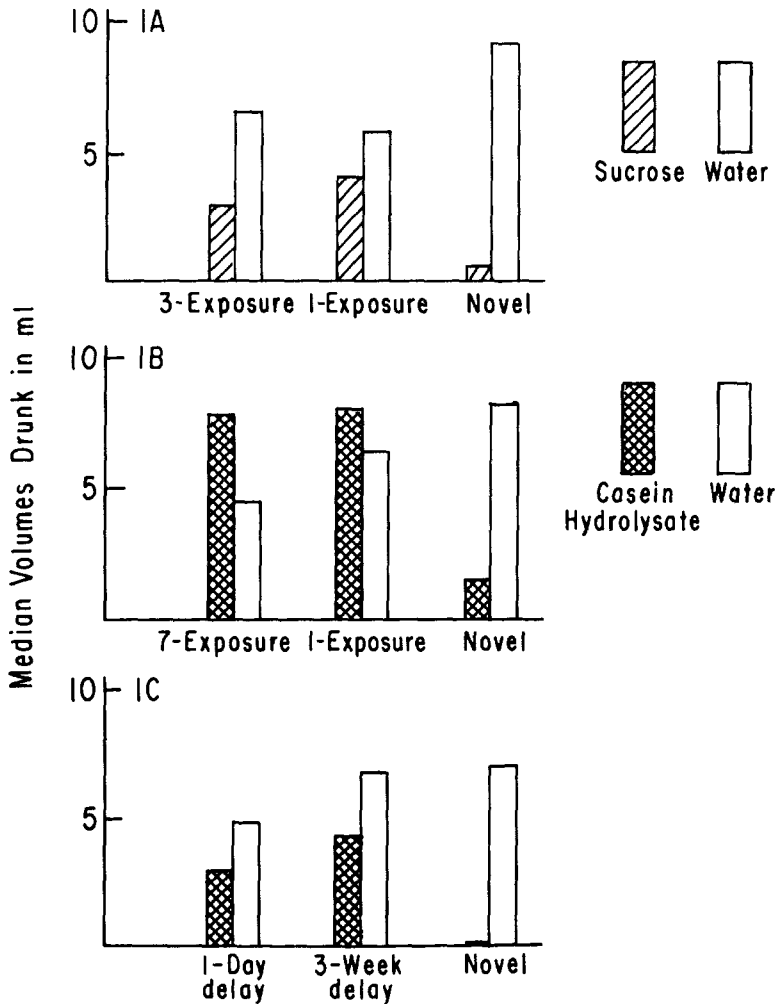 Median Volumes Drunk in ml
10 1A
5
3-Exposure 1-Exposure Novel
Sucrose Water
10 1B
5
7-Exposure 1-Exposure Novel
Casein Hydrolysate Water
10 1C
5
1-Day delay 3-Week delay Novel